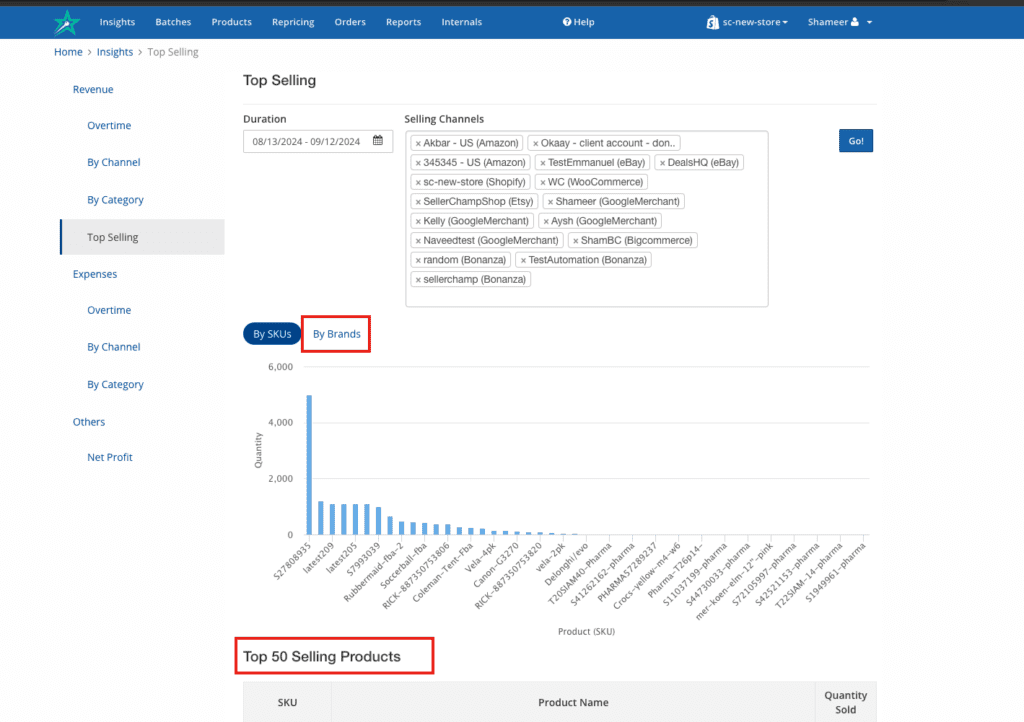 Insights Batches Products Repricing Orders Reports Internals Help sc-new-store Shameer
Home > Insights > Top Selling
Revenue
Overtime
By Channel
By Category
Top Selling
Expenses
Overtime
By Channel
By Category
Others
Net Profit
Top Selling
Duration
08/13/2024 - 09/12/2024
Selling Channels
× Akbar - US (Amazon) × Okaay - client account - don..
× 345345 - US (Amazon) × TestEmmanuel (eBay) × DealsHQ (eBay)
× sc-new-store (Shopify) × WC (WooCommerce)
× SellerChampShop (Etsy) × Shameer (GoogleMerchant)
× Kelly (GoogleMerchant) × Aysh (GoogleMerchant)
× Naveedtest (GoogleMerchant) × ShamBC (Bigcommerce)
× random (Bonanza) × TestAutomation (Bonanza)
× sellerchamp (Bonanza)
Go!
By SKUs By Brands
6,000
4,000
2,000
0
Quantity
S2780893S
latest209
latest205
S7993039
Rubbermaid-fba-2
Soccerball-fba
RICK-887350753806
Coleman-Tent-Fba
Vela-4pk
Canon-G3270
RICK-887350753820
vela-2pk
Delonghi/evo
T20SIAM40-Pharma
S41262162-pharma
PHARMAS7289237
Crocs-yellow-m4-w6
Pharma-T26p14-
S11037199-pharma
S44730033-pharma
mer-koen-elm-12"-pink
S72105997-pharma
S42521153-pharma
T22SIAM-14-pharma
S1949961-pharma
Product (SKU)
Top 50 Selling Products
SKU Product Name Quantity
Sold